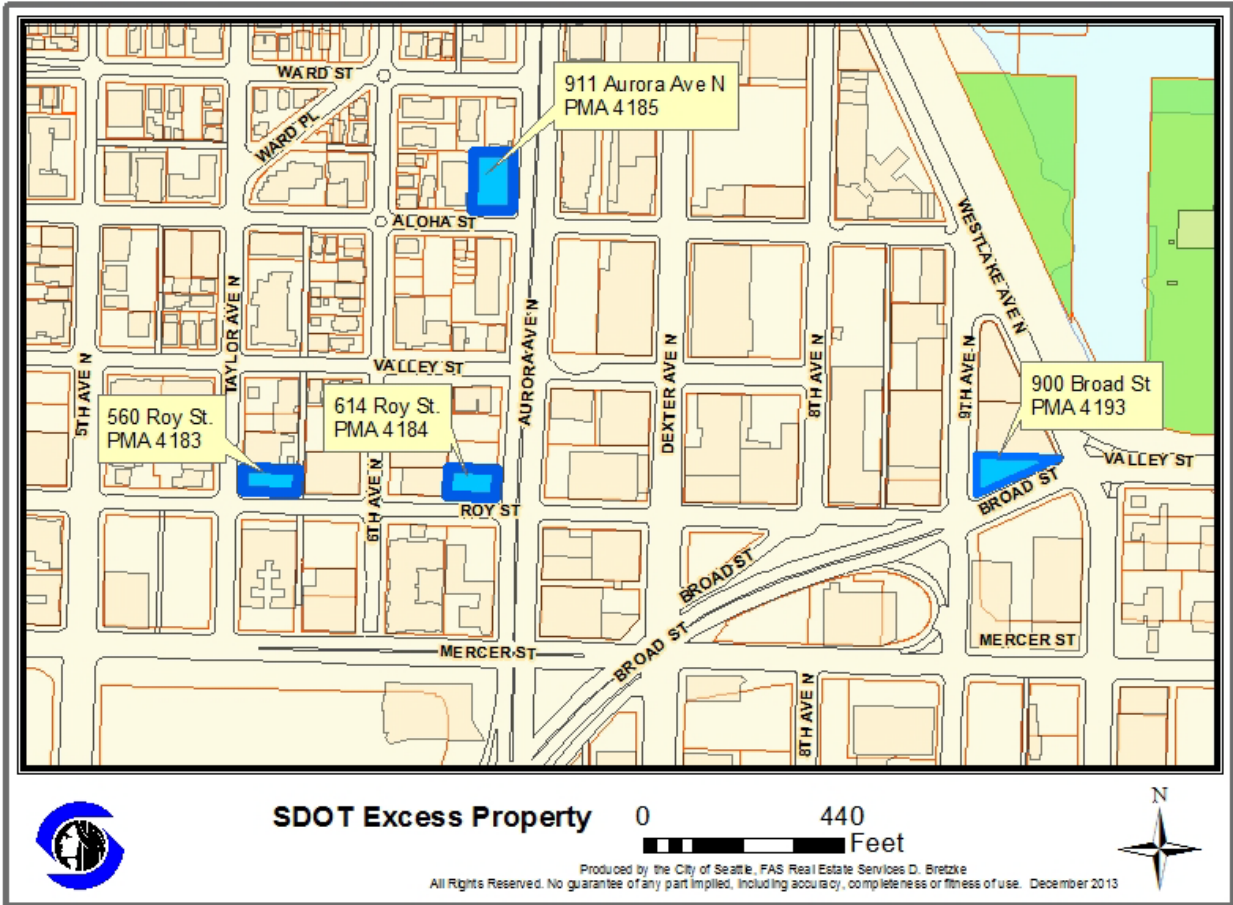 WARD ST
911 Aurora Ave N
PMA 4185
WARD PL
ALOHA ST
WESTLAKE AVE N
TAYLOR AVE N
AURORA AVE N
5TH AVE N
VALLEY ST
DEXTER AVE N
8TH AVE N
9TH AVE N
900 Broad St
PMA 4193
560 Roy St.
PMA 4183
614 Roy St.
PMA 4184
VALLEY ST
6TH AVE N
ROY ST
BROAD ST
BROAD ST
BROAD ST
MERCER ST
MERCER ST
8TH AVE N
SDOT Excess Property
0 440
Feet
N
Produced by the City of Seattle, FAS Real Estate Services D. Bretzke
All Rights Reserved. No guarantee of any part implied, including accuracy, completeness or fitness of use. December 2013